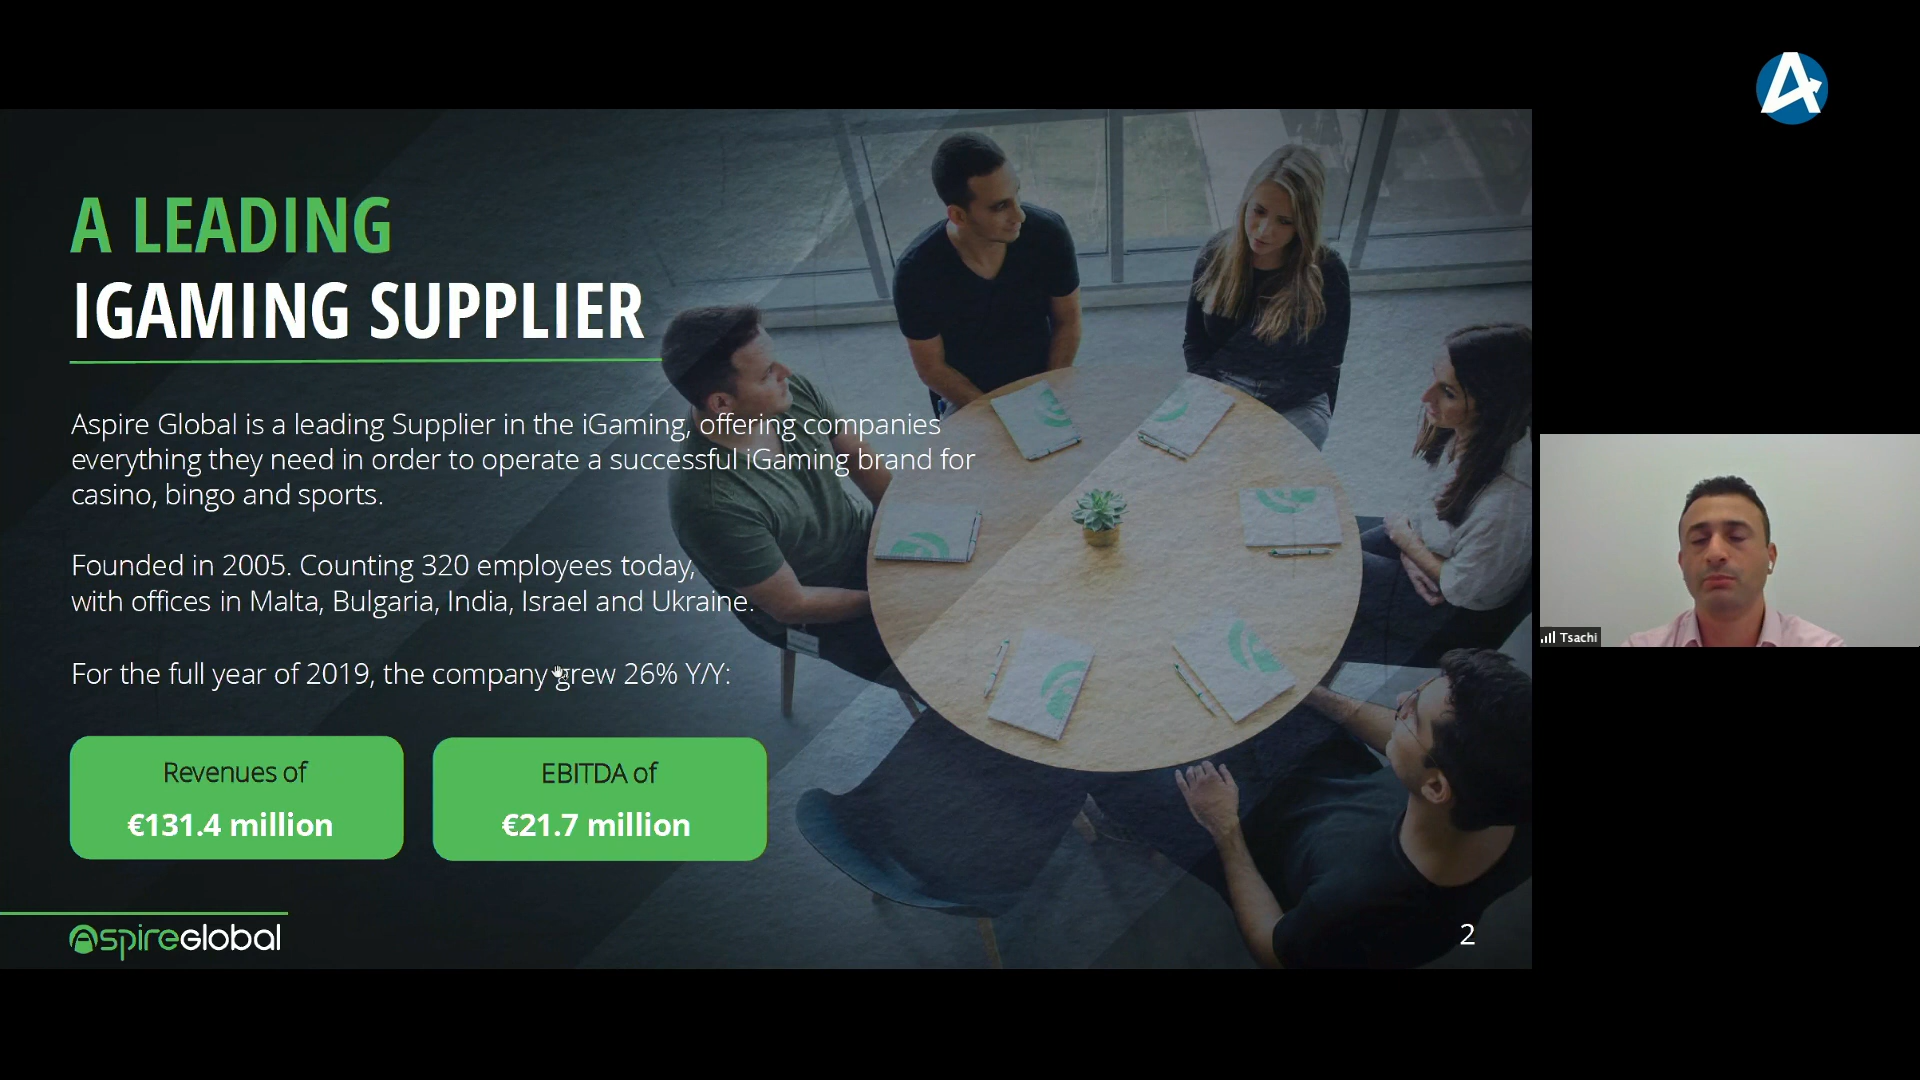 A LEADING
IGAMING SUPPLIER
Aspire Global is a leading Supplier in the iGaming, offering companies
everything they need in order to operate a successful iGaming brand for
casino, bingo and sports.
Founded in 2005. Counting 320 employees today,
with offices in Malta, Bulgaria, India, Israel and Ukraine.
For the full year of 2019, the company grew 26% Y/Y:
Revenues of
€131.4 million
EBITDA of
€21.7 million
AspireGlobal
2
Tsachi